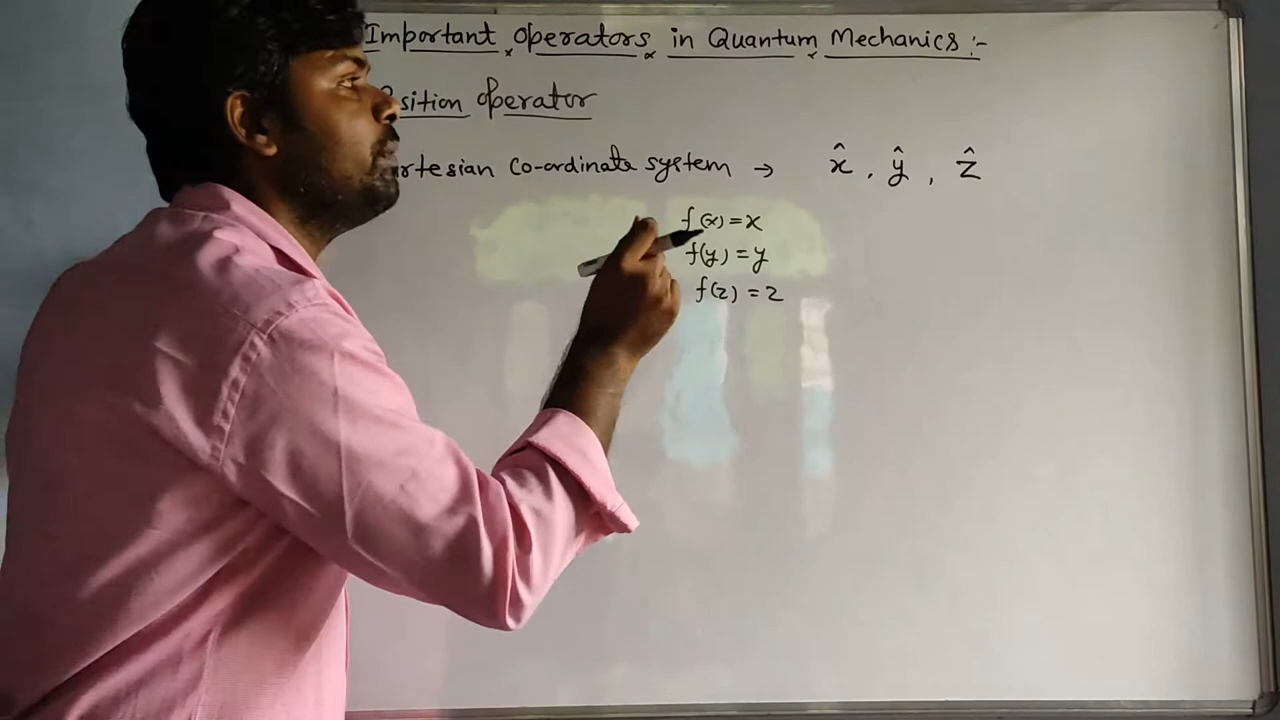 Important operators in Quantum Mechanics :-
sition operator
rtesian Co-ordinate system → x̂ , ŷ , ẑ
f(x) = x
f(y) = y
f(z) = z